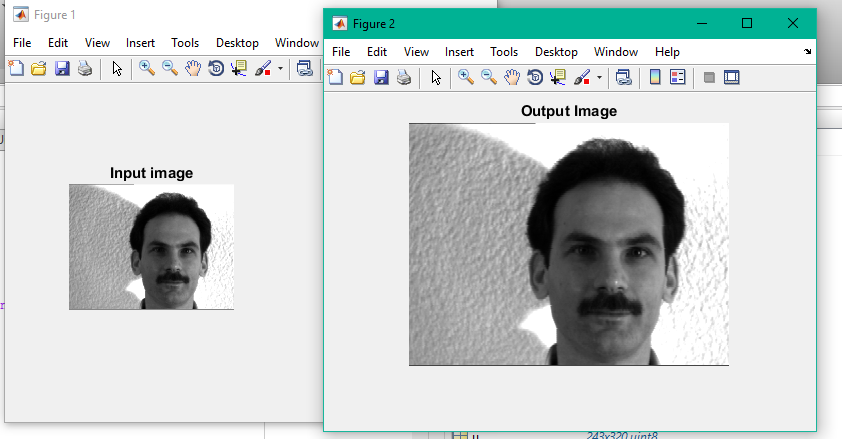 Figure 1
File Edit View Insert Tools Desktop Window
Input image
Figure 2
File Edit View Insert Tools Desktop Window Help
Output Image
243x320 uint8